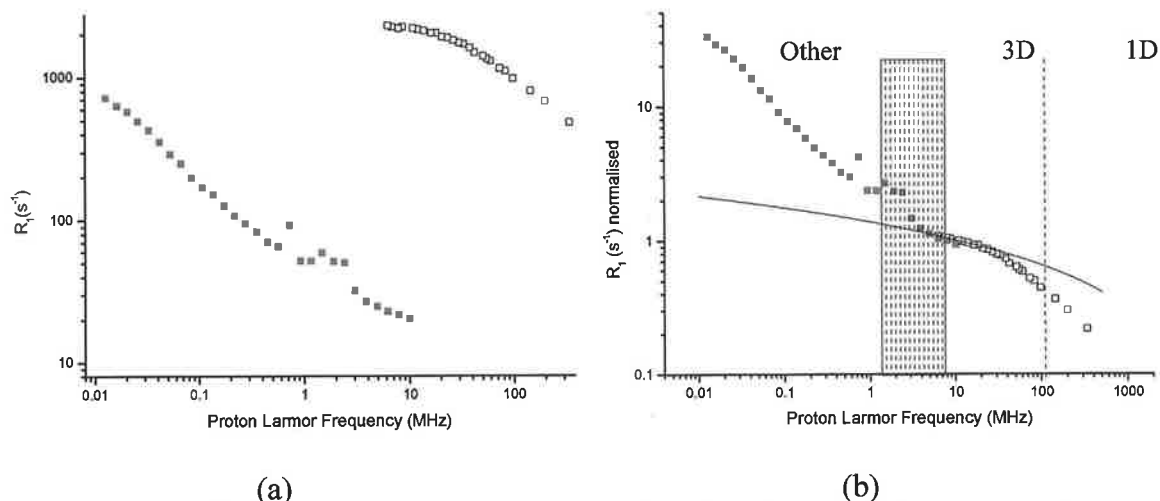 1000
100
10
R₁(s⁻¹)
0.01
0.1
1
10
100
Proton Larmor Frequency (MHz)
(a)
Other
3D
1D
10
1
0.1
R₁ (s⁻¹) normalised
0.01
0.1
1
10
100
1000
Proton Larmor Frequency (MHz)
(b)